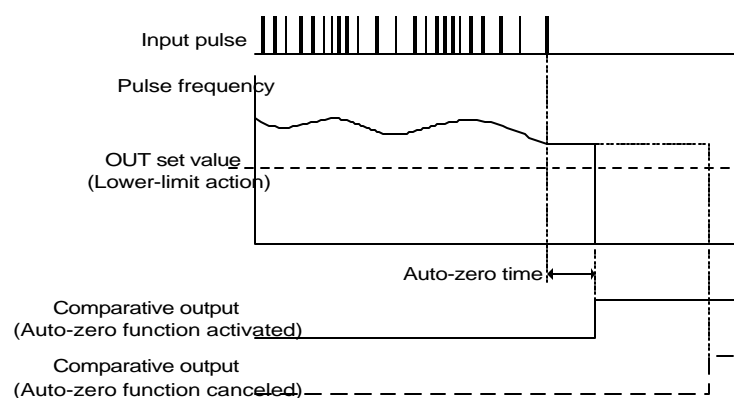 Input pulse
Pulse frequency
OUT set value
(Lower-limit action)
Auto-zero time
Comparative output
(Auto-zero function activated)
Comparative output
(Auto-zero function canceled)